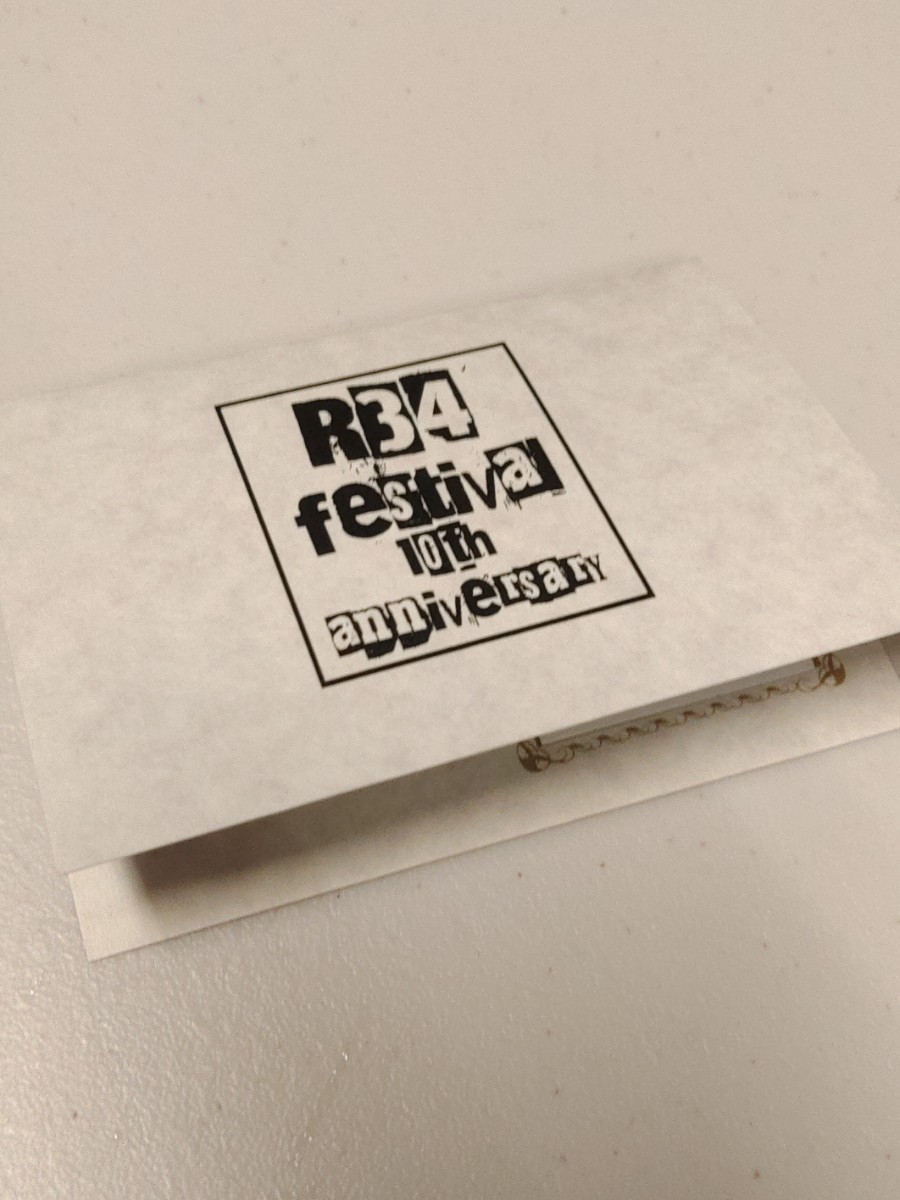 R34
festival
10th
anniversary